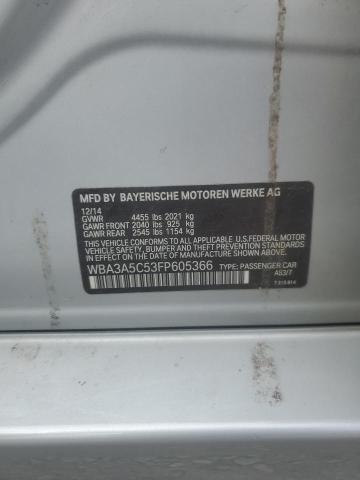 MFD BY BAYERISCHE MOTOREN WERKE AG
12/14
GVWR 4455 lbs 2021 kg
GAWR FRONT 2040 lbs 925 kg
GAWR REAR 2545 lbs 1154 kg
THIS VEHICLE CONFORMS TO ALL APPLICABLE U.S.FEDERAL MOTOR
VEHICLE SAFETY, BUMPER AND THEFT PREVENTION STANDARDS
IN EFFECT ON THE DATE OF MANUFACTURE SHOWN ABOVE.
WBA3A5C53FP605366 TYPE: PASSENGER CAR